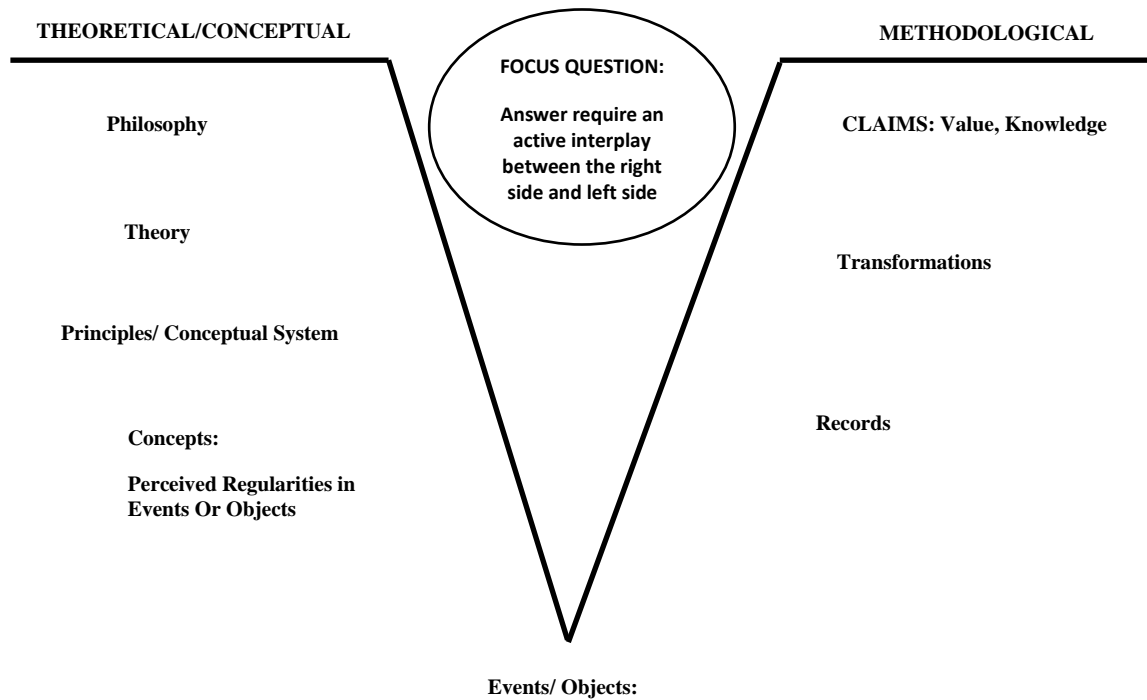 THEORETICAL/CONCEPTUAL
Philosophy
Theory
Principles/ Conceptual System
Concepts:
Perceived Regularities in
Events Or Objects
FOCUS QUESTION:
Answer require an
active interplay
between the right
side and left side
METHODOLOGICAL
CLAIMS: Value, Knowledge
Transformations
Records
Events/ Objects: